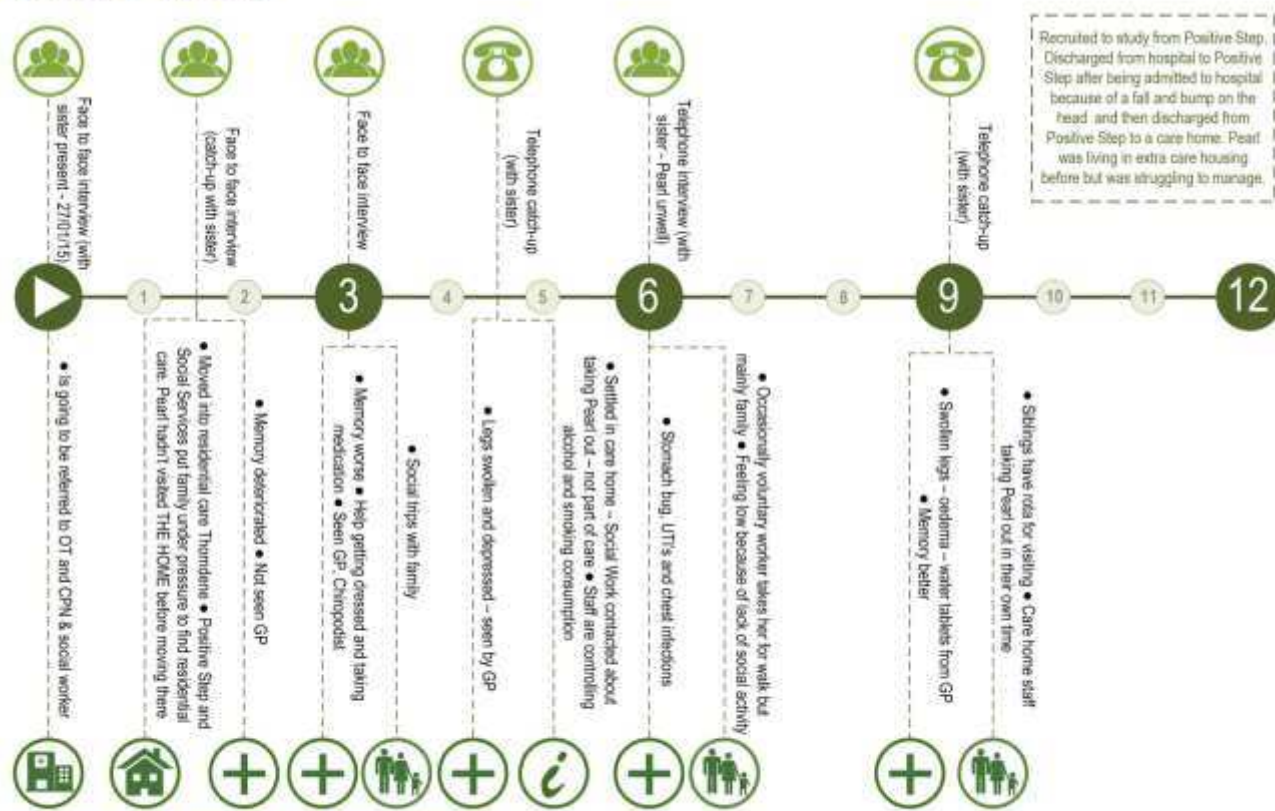 Recruited to study from Positive Step.
Discharged from hospital to Positive
Step after being admitted to hospital
because of a fall and bump on the
head and then discharged from
Positive Step to a care home. Pearl
was living in extra care housing
before but was struggling to manage.
Face to face interview (with
sister present - 27/01/15)
Face to face interview
(catch-up with sister)
Face to face interview
Telephone catch-up
(with sister)
Telephone interview (with
sister - Pearl unwell)
Telephone catch-up
(with sister)
1
2
3
4
5
6
7
8
9
10
11
12
● Is going to be referred to OT and CPN & social worker
● Moved into residential care Thorndene ● Positive Step and
Social Services put family under pressure to find residential
care. Pearl hadn't visited THE HOME before moving there
● Memory deteriorated ● Not seen GP
● Memory worse ● Help getting dressed and taking
medication ● Seen GP, Chiropodist
● Social trips with family
● Legs swollen and depressed – seen by GP
● Settled in care home – Social Work contacted about
taking Pearl out – not part of care ● Staff are controlling
alcohol and smoking consumption
● Stomach bug, UTI's and chest infections
● Occasionally voluntary worker takes her for walk but
mainly family ● Feeling low because of lack of social activity
● Swollen legs – oedema – water tablets from GP
● Memory better
● Siblings have rota for visiting ● Care home staff
taking Pearl out in their own time